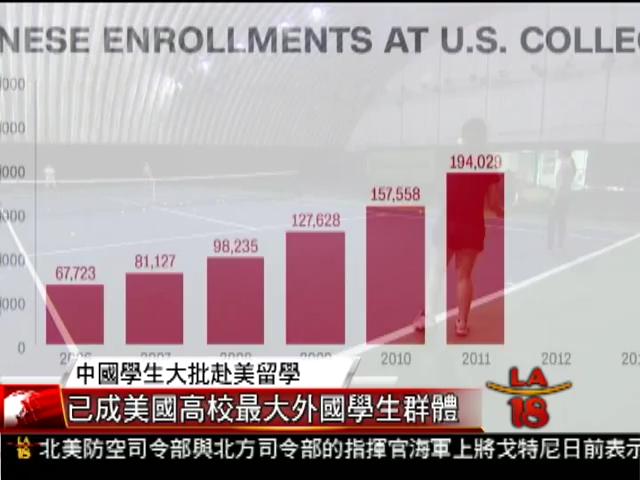 NESE ENROLLMENTS AT U.S. COLLE
194,029
157,558
127,628
98,235
81,127
67,723
0
2010
2011
2012
中國學生大批赴美留學
已成美國高校最大外國學生群體
LA
18
LA 18 北美防空司令部與北方司令部的指揮官海軍上將戈特尼日前表示